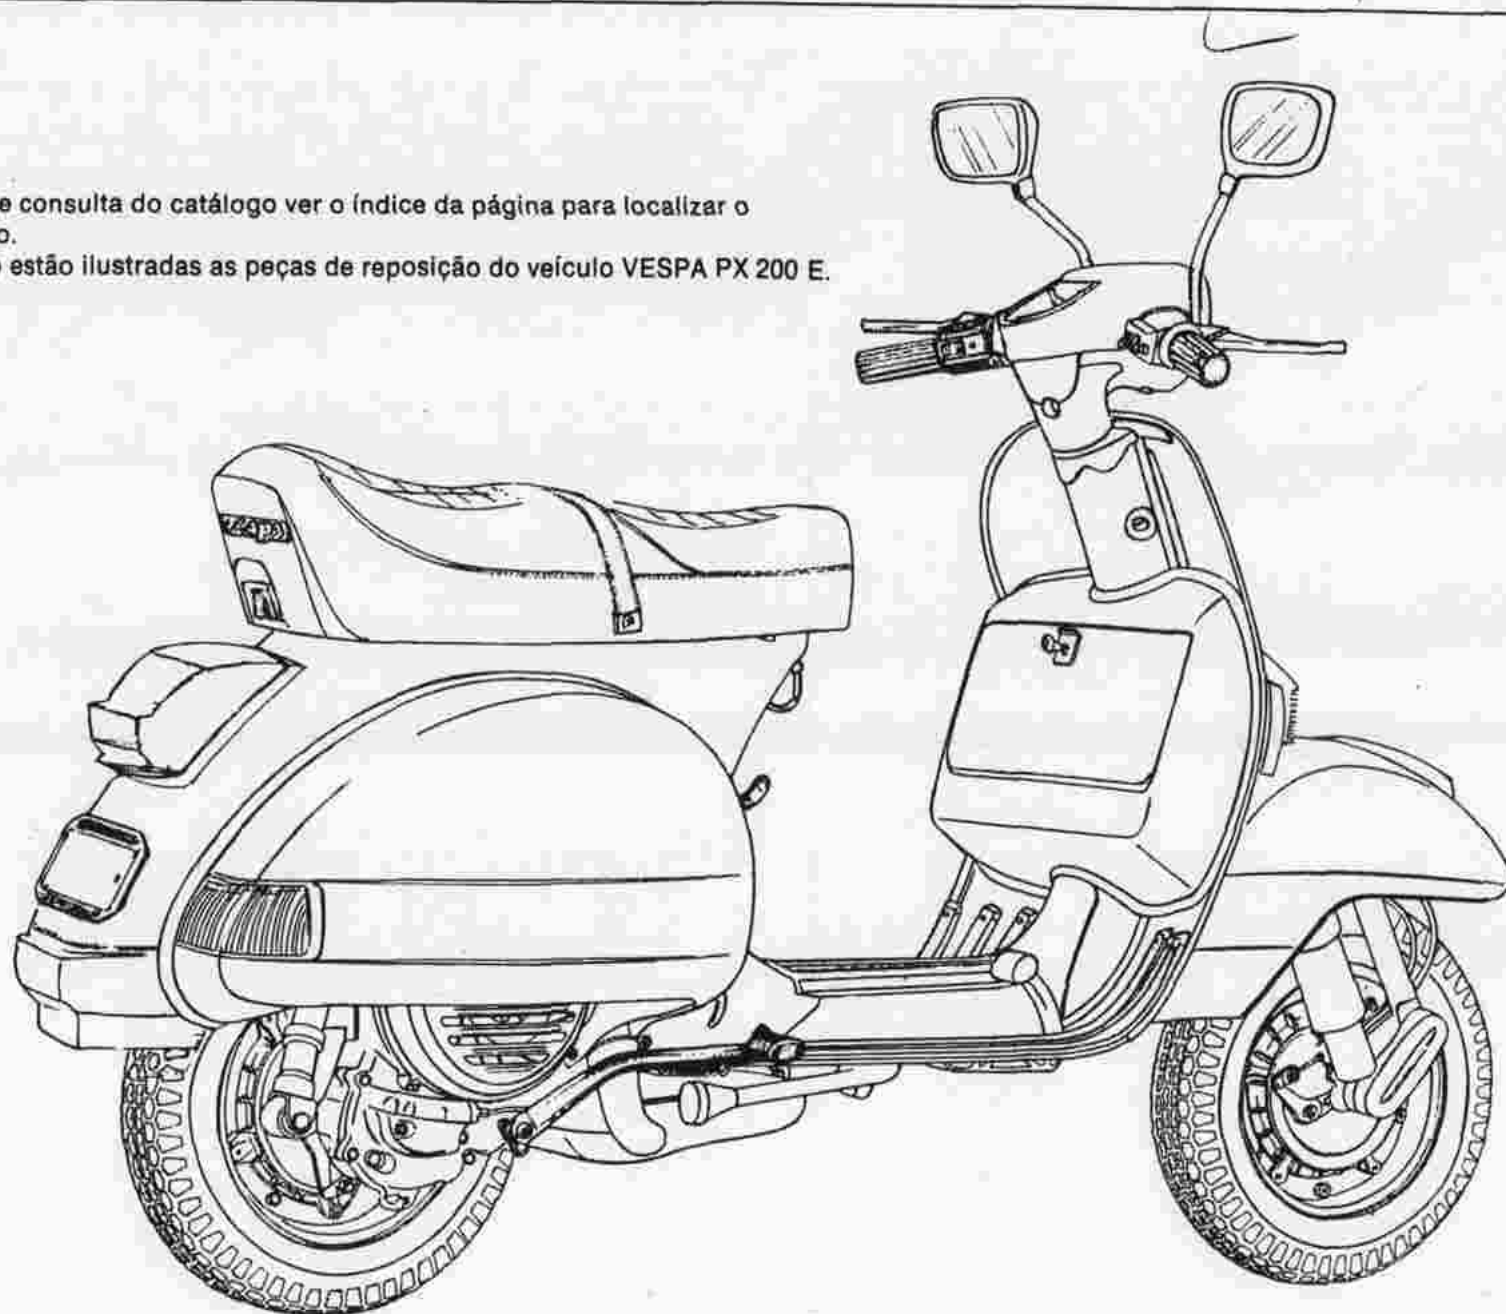 e consulta do catálogo ver o índice da página para localizar o
o.
estão ilustradas as peças de reposição do veículo VESPA PX 200 E.